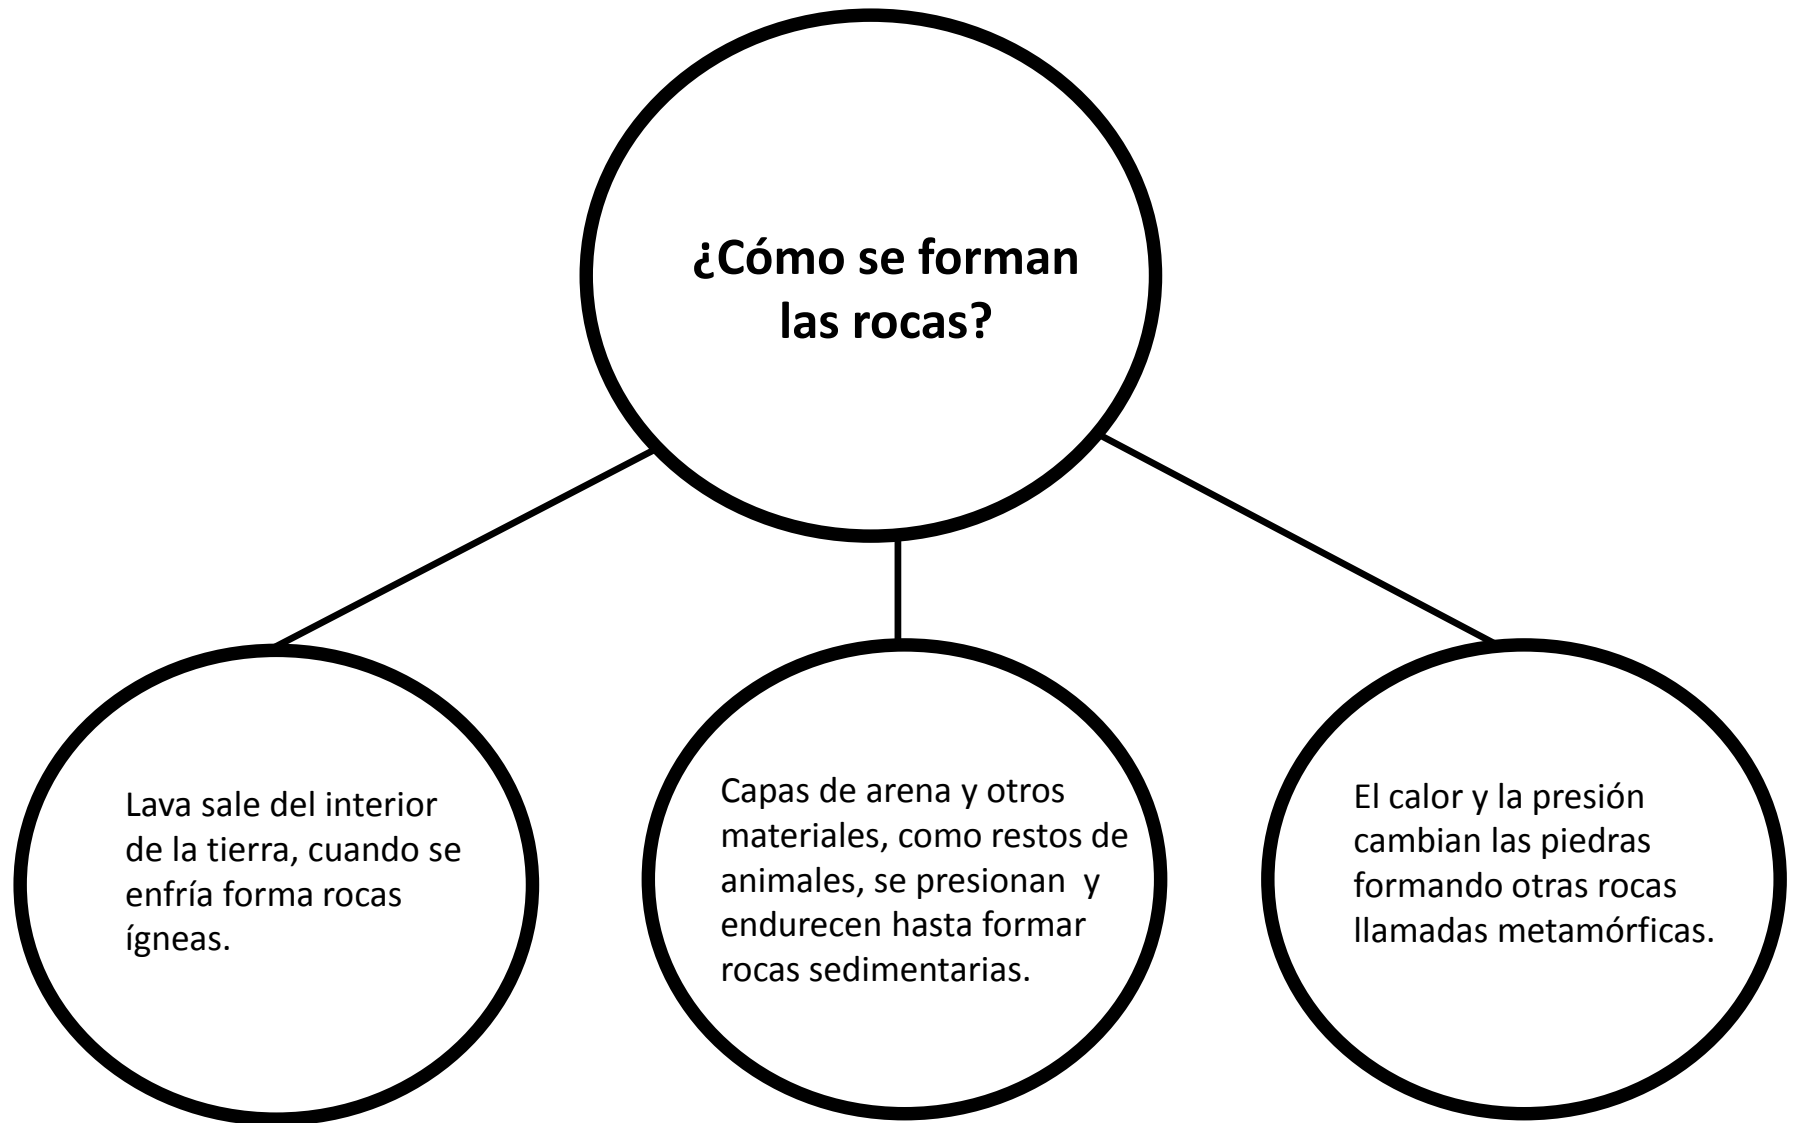 ¿Cómo se forman
las rocas?
Lava sale del interior
de la tierra, cuando se
enfría forma rocas
ígneas.
Capas de arena y otros
materiales, como restos de
animales, se presionan  y
endurecen hasta formar
rocas sedimentarias.
El calor y la presión
cambian las piedras
formando otras rocas
llamadas metamórficas.